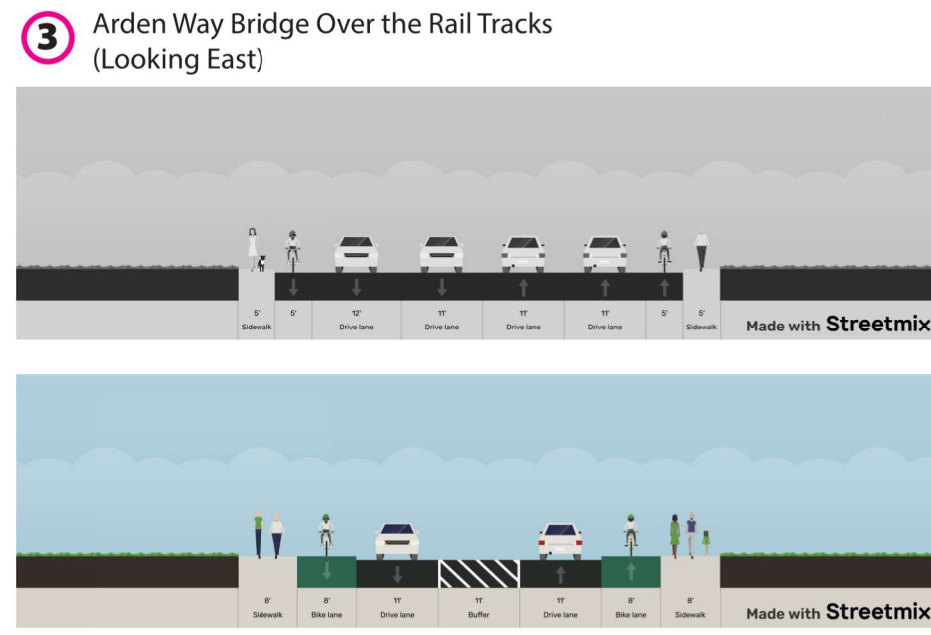 3
Arden Way Bridge Over the Rail Tracks
(Looking East)
5' 5' 12' 11' 11' 11' 5' 5'
Sidewalk Drive lane Drive lane Drive lane Drive lane Sidewalk
Made with Streetmix
8' 8' 11' 11' 11' 8' 8'
Sidewalk Bike lane Drive lane Buffer Drive lane Bike lane Sidewalk
Made with Streetmix